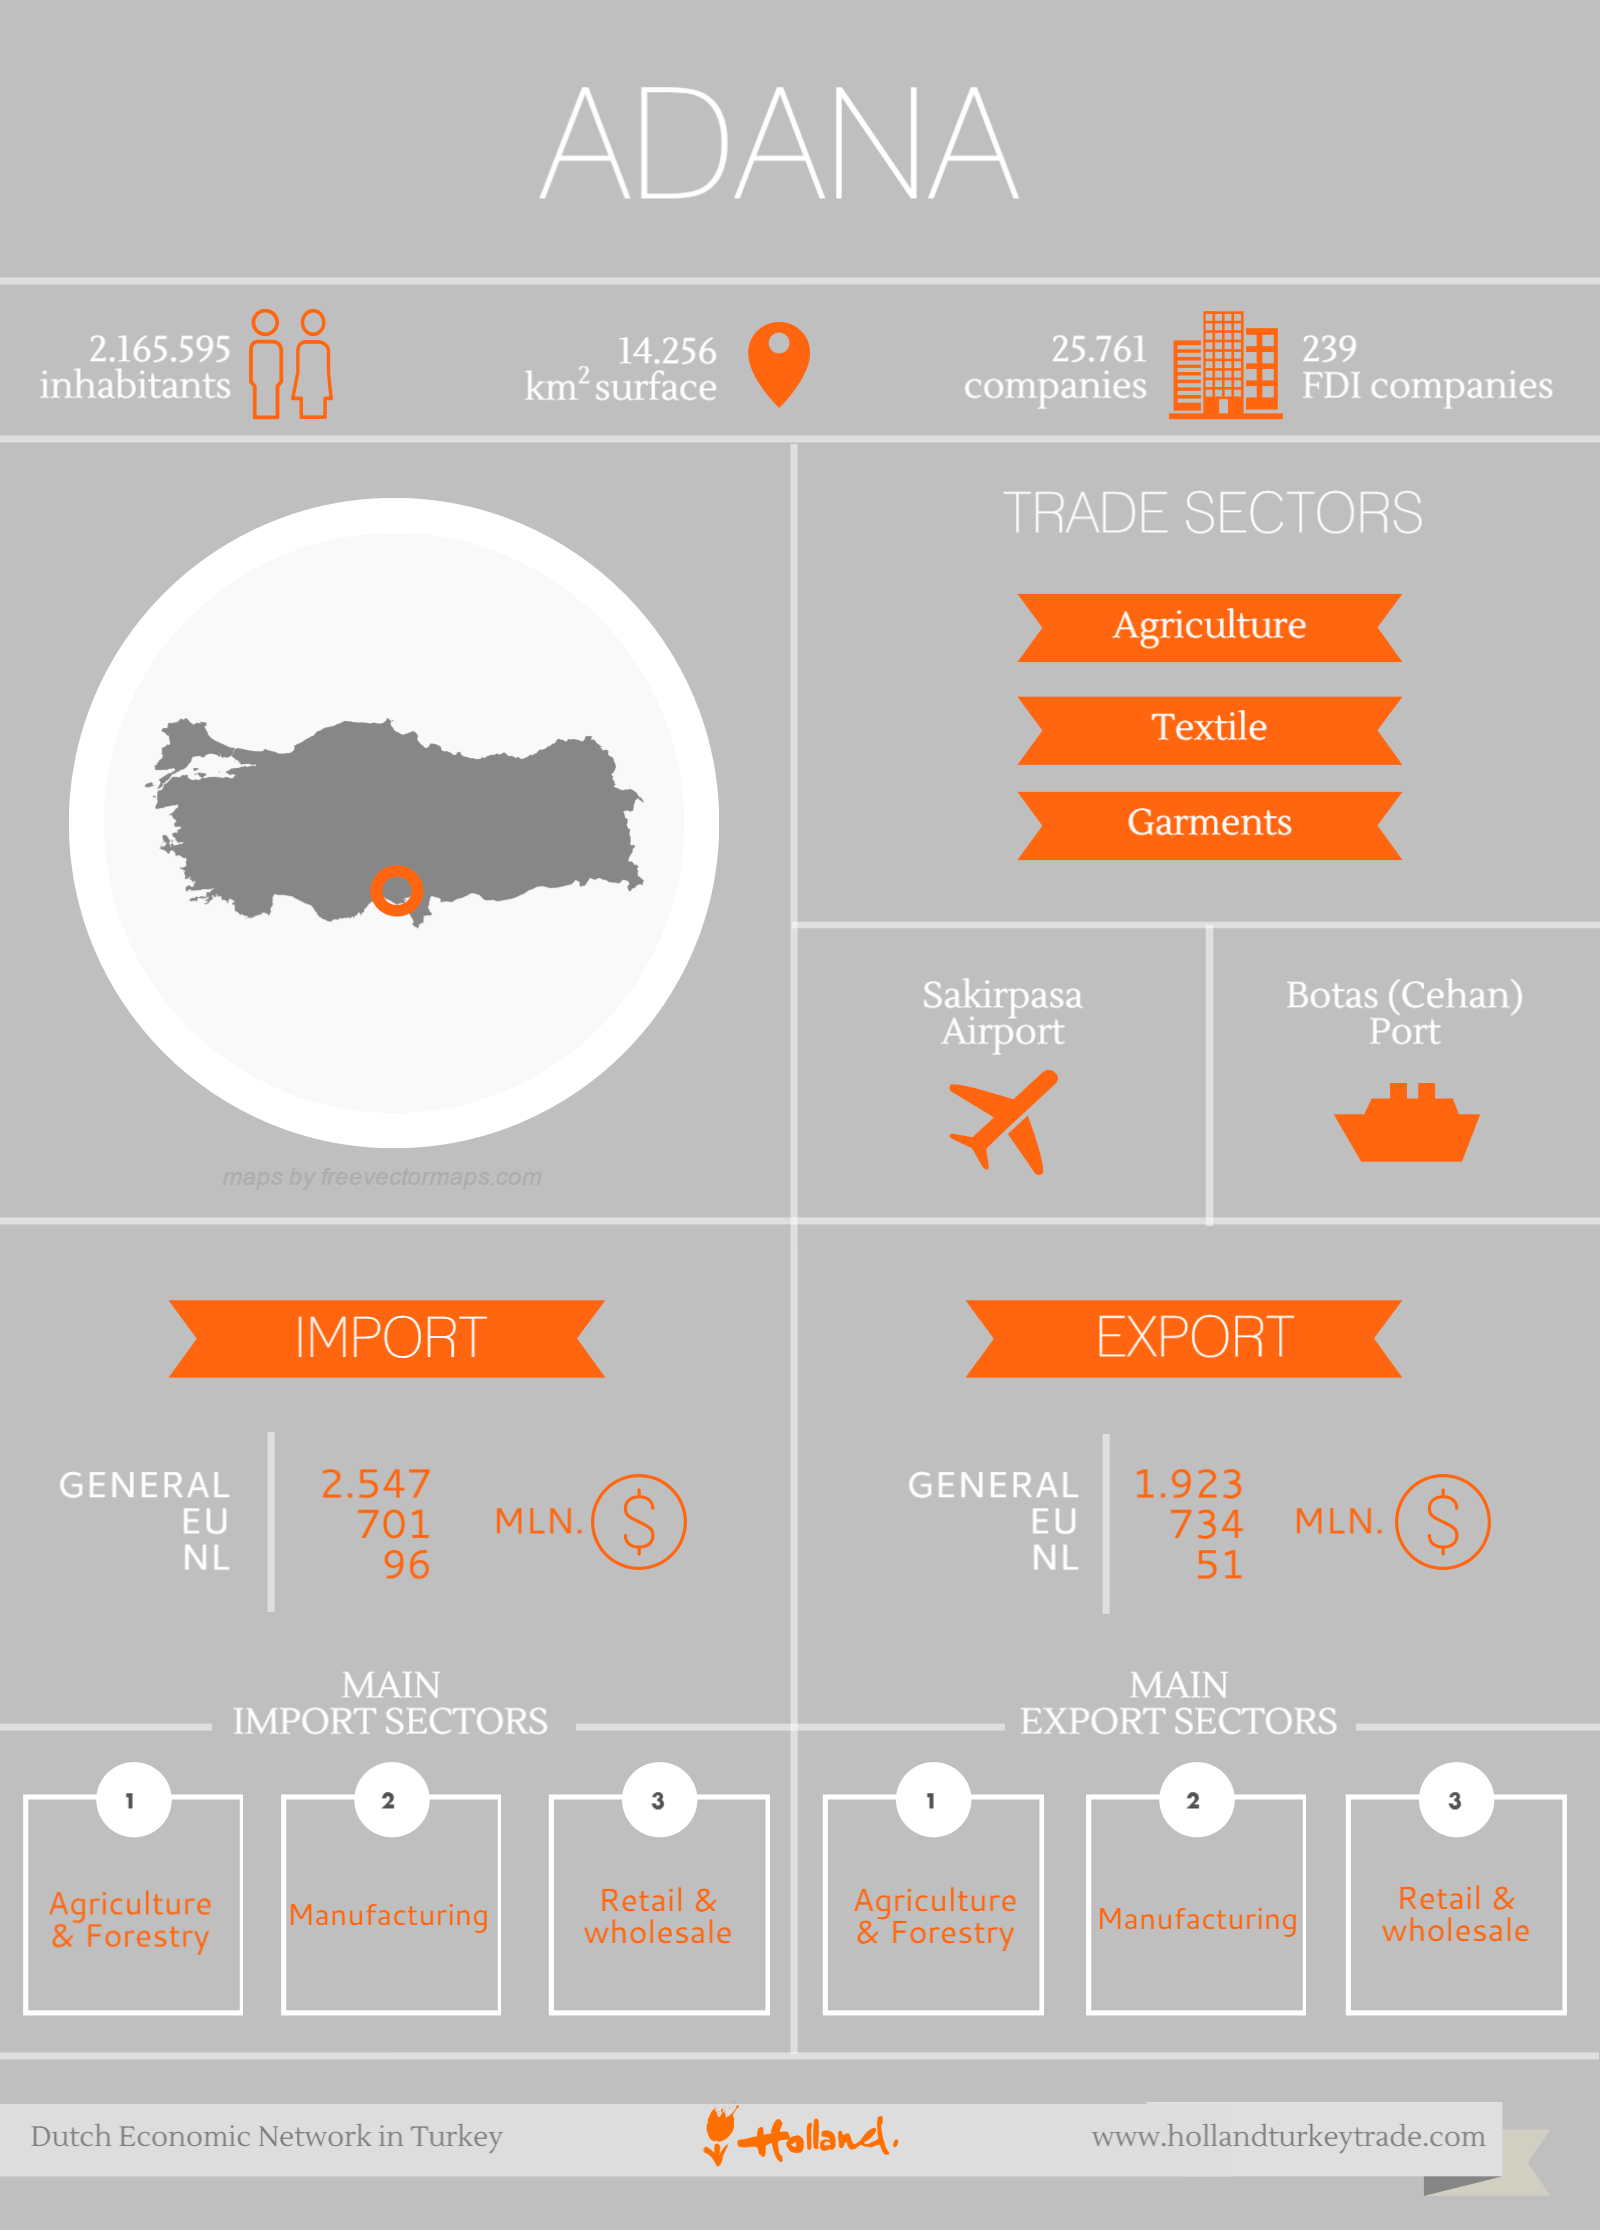 ADANA
2.165.595
inhabitants
14.256
km² surface
25.761
companies
239
FDI companies
TRADE SECTORS
Agriculture
Textile
Garments
Sakirpasa
Airport
Botas (Cehan)
Port
maps by freevectormaps.com
IMPORT
GENERAL 2.547
EU 701 MLN. $
NL 96
EXPORT
GENERAL 1.923
EU 734 MLN. $
NL 51
MAIN
IMPORT SECTORS
1
Agriculture
& Forestry
2
Manufacturing
3
Retail &
wholesale
MAIN
EXPORT SECTORS
1
Agriculture
& Forestry
2
Manufacturing
3
Retail &
wholesale
Dutch Economic Network in Turkey
Holland.
www.hollandturkeytrade.com